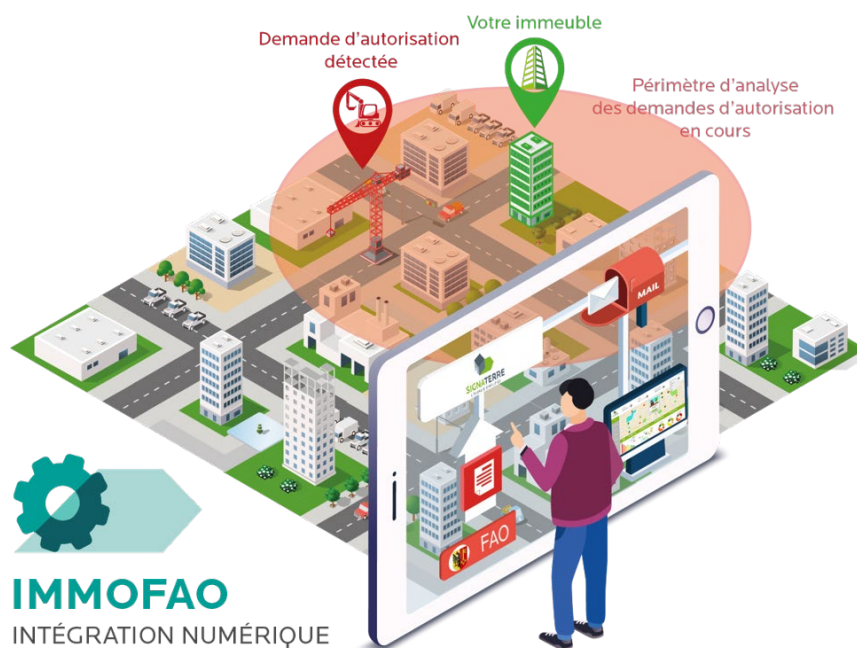 Votre immeuble
Demande d'autorisation
détectée
Périmètre d'analyse
des demandes d'autorisation
en cours
MAIL
SIGNATERRE
FAO
IMMOFAO
INTÉGRATION NUMÉRIQUE